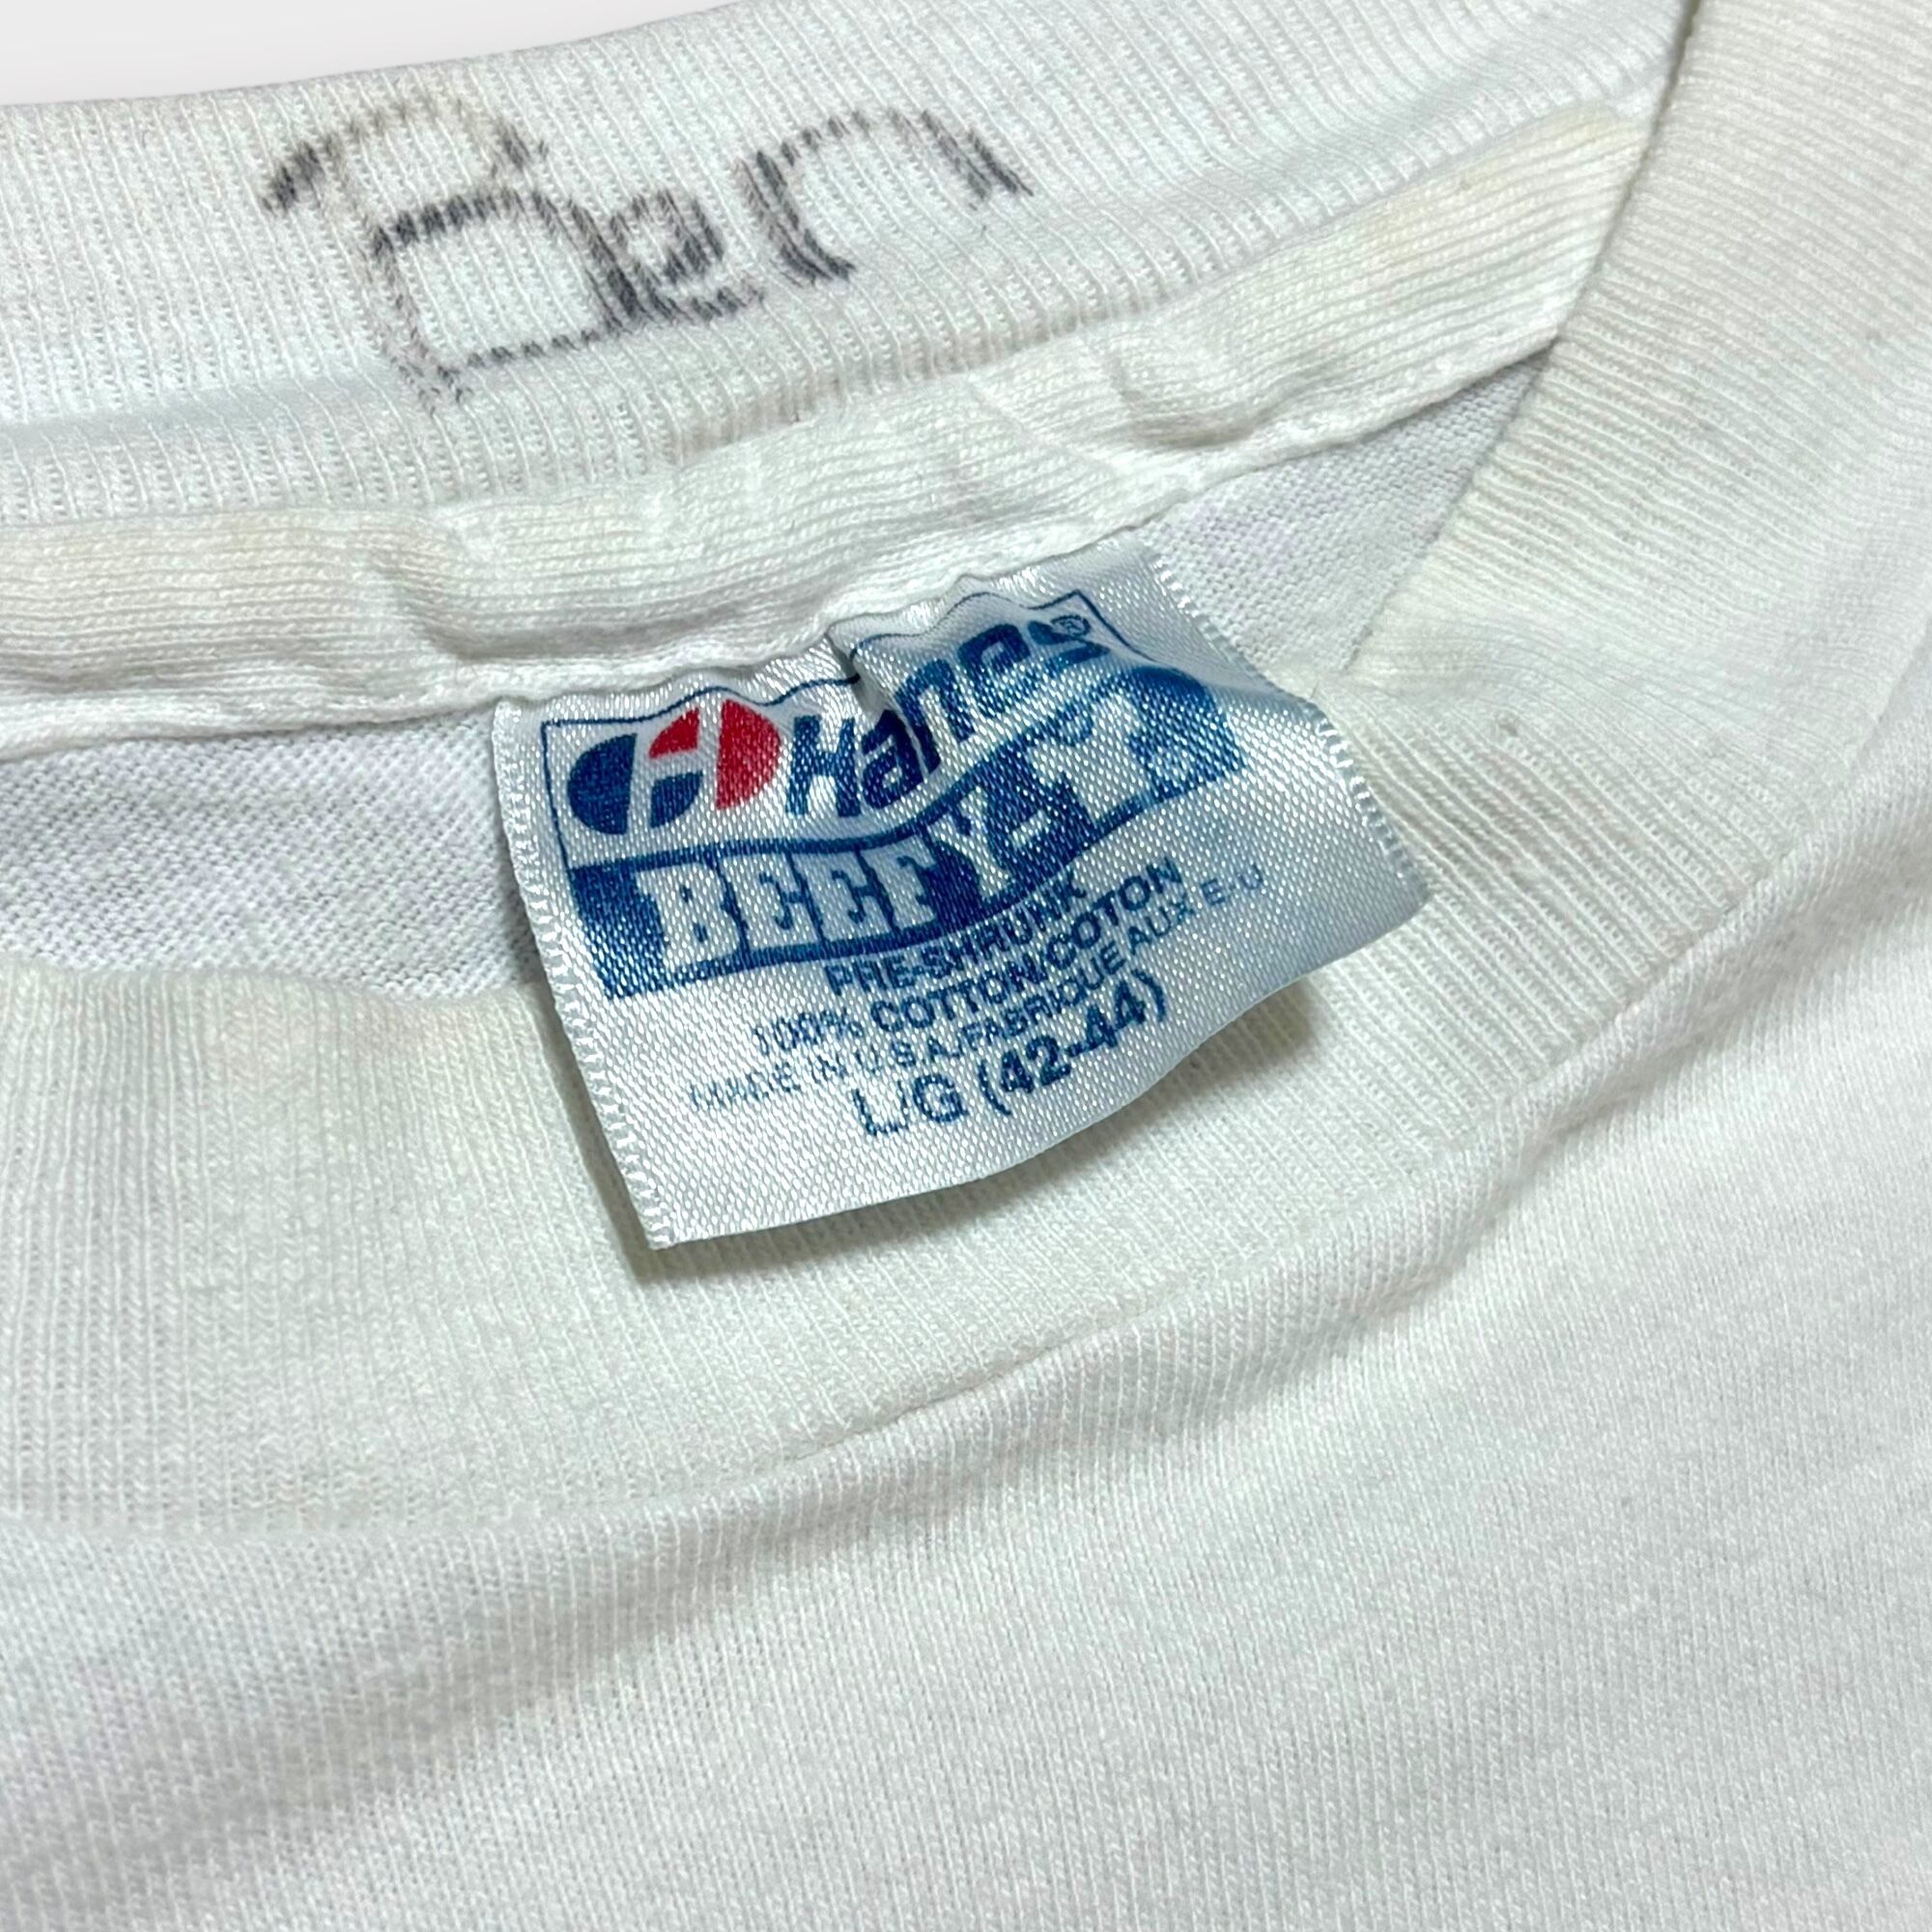 Ben
Hanes®
BEEFY-T
PRE-SHRUNK
100% COTTON/COTON
MADE IN U.S.A./FABRIQUE AUX E-U
L/G (42-44)